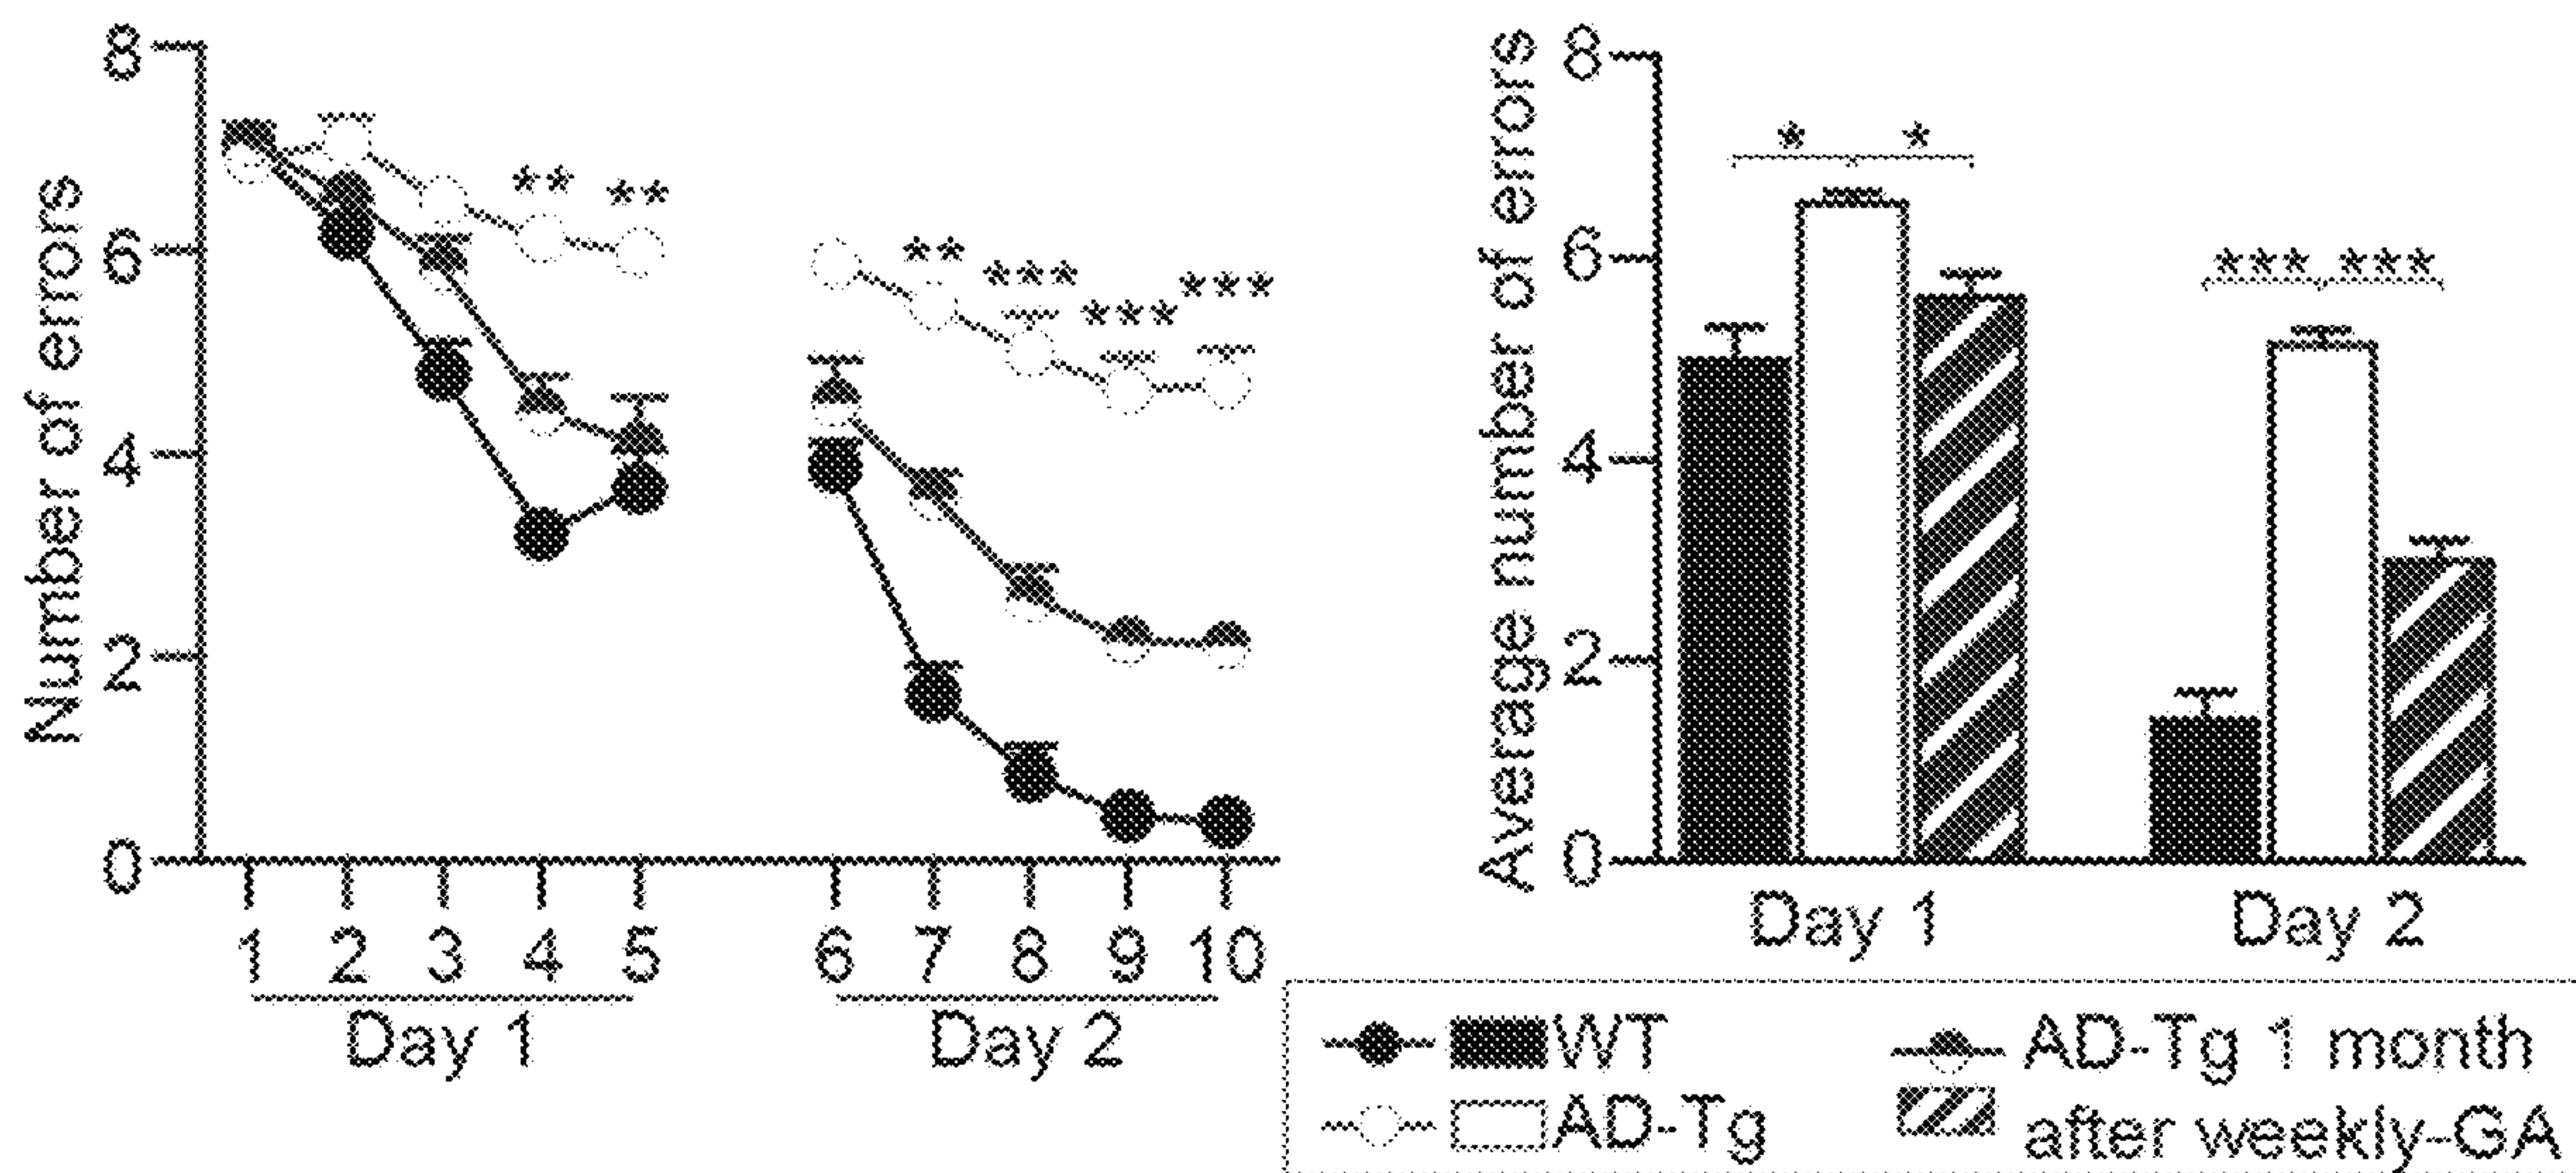 Number of errors
8
6
4
2
0
** **
** *** *** ***
1 2 3 4 5 6 7 8 9 10
Day 1 Day 2
Average number of errors
8
6
4
2
0
* *
*** ***
Day 1 Day 2
WT
AD-Tg
AD-Tg 1 month
after weekly-GA